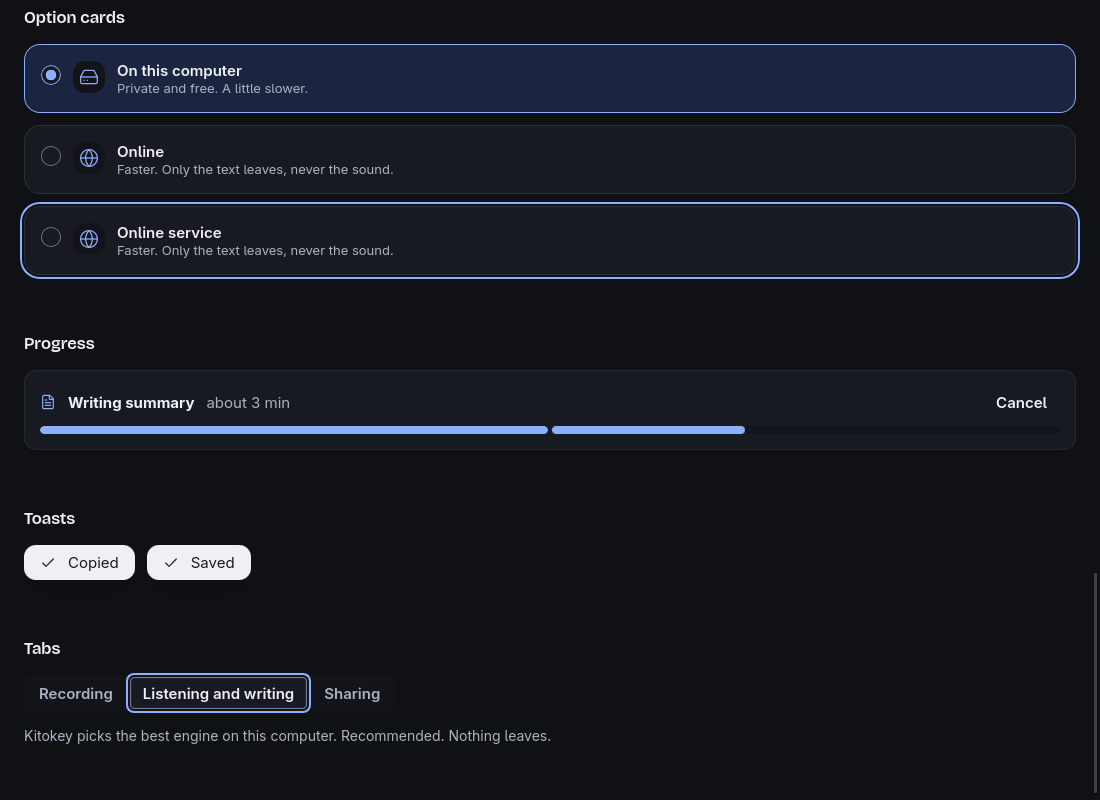 Option cards
On this computer
Private and free. A little slower.
Online
Faster. Only the text leaves, never the sound.
Online service
Faster. Only the text leaves, never the sound.
Progress
Writing summary about 3 min Cancel
Toasts
Copied Saved
Tabs
Recording Listening and writing Sharing
Kitokey picks the best engine on this computer. Recommended. Nothing leaves.